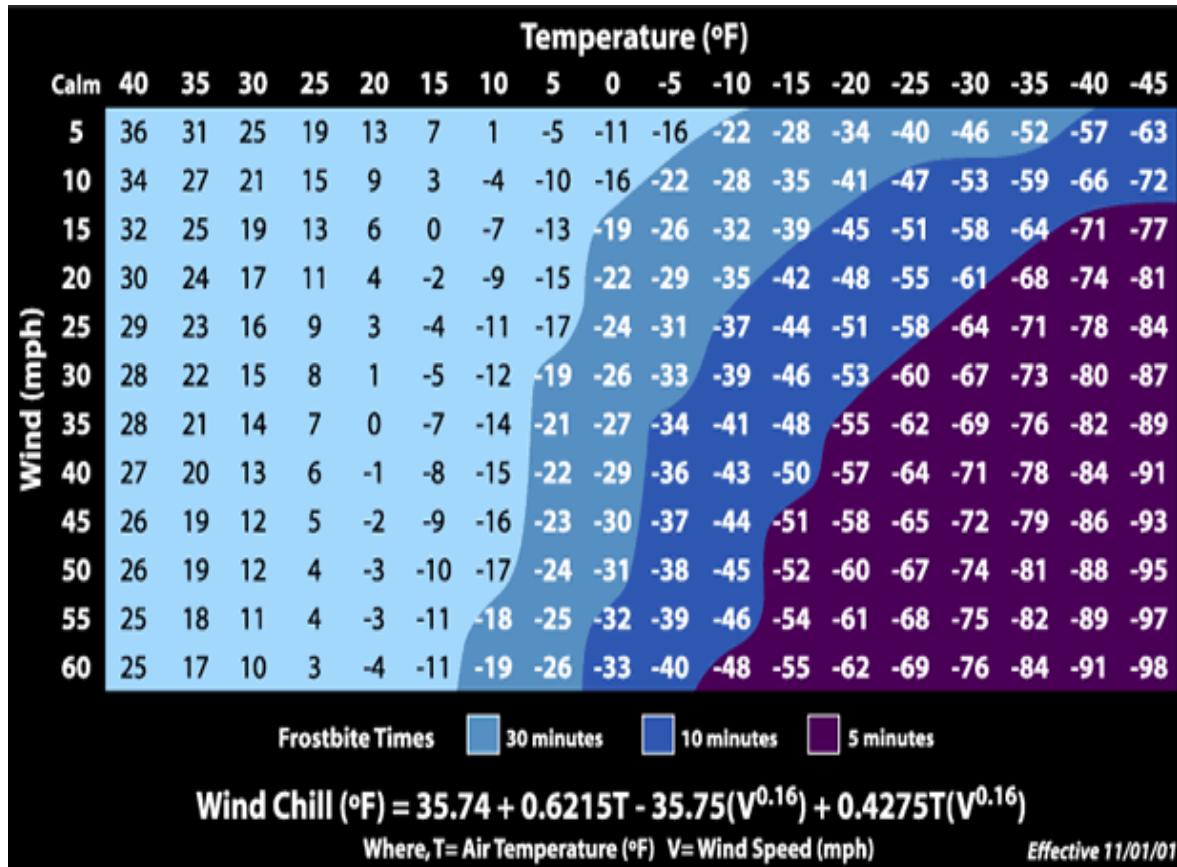 Temperature (ºF)
Calm 40 35 30 25 20 15 10 5 0 -5 -10 -15 -20 -25 -30 -35 -40 -45
5 36 31 25 19 13 7 1 -5 -11 -16 -22 -28 -34 -40 -46 -52 -57 -63
10 34 27 21 15 9 3 -4 -10 -16 -22 -28 -35 -41 -47 -53 -59 -66 -72
15 32 25 19 13 6 0 -7 -13 -19 -26 -32 -39 -45 -51 -58 -64 -71 -77
20 30 24 17 11 4 -2 -9 -15 -22 -29 -35 -42 -48 -55 -61 -68 -74 -81
25 29 23 16 9 3 -4 -11 -17 -24 -31 -37 -44 -51 -58 -64 -71 -78 -84
30 28 22 15 8 1 -5 -12 -19 -26 -33 -39 -46 -53 -60 -67 -73 -80 -87
35 28 21 14 7 0 -7 -14 -21 -27 -34 -41 -48 -55 -62 -69 -76 -82 -89
40 27 20 13 6 -1 -8 -15 -22 -29 -36 -43 -50 -57 -64 -71 -78 -84 -91
45 26 19 12 5 -2 -9 -16 -23 -30 -37 -44 -51 -58 -65 -72 -79 -86 -93
50 26 19 12 4 -3 -10 -17 -24 -31 -38 -45 -52 -60 -67 -74 -81 -88 -95
55 25 18 11 4 -3 -11 -18 -25 -32 -39 -46 -54 -61 -68 -75 -82 -89 -97
60 25 17 10 3 -4 -11 -19 -26 -33 -40 -48 -55 -62 -69 -76 -84 -91 -98
Wind (mph)
Frostbite Times 30 minutes 10 minutes 5 minutes
Wind Chill (ºF) = 35.74 + 0.6215T - 35.75(V^0.16) + 0.4275T(V^0.16)
Where, T= Air Temperature (ºF) V= Wind Speed (mph) Effective 11/01/01